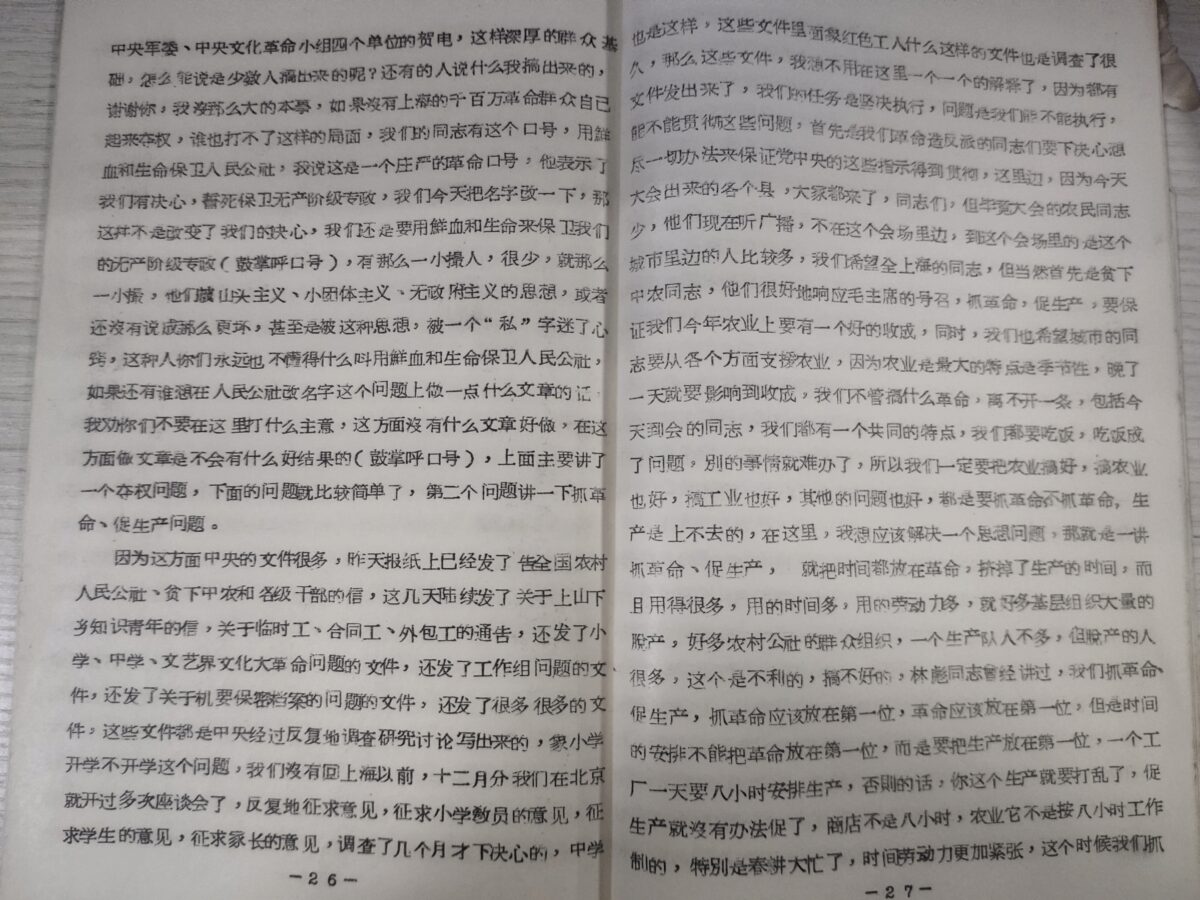 中央军委、中央文化革命小组四个单位的贺电，这样深厚的群众基
础，怎么能说是少数人搞出来的呢？还有的人说什么我搞出来的，
谢谢你，我沒那么大的本事，如果沒有上海的千百万革命群众自己
起来夺权，谁也打不了这样的局面，我们的同志有这个口号，用鲜
血和生命保卫人民公社，我说这是一个庄严的革命口号，他表示了
我们有决心，誓死保卫无产阶级专政，我们今天把名字改一下，那
这并不是改变了我们的决心，我们还是要用鲜血和生命来保卫我们
的无产阶级专政（鼓掌呼口号），有那么一小撮人，很少，就那么
一小撮，他们 山头主义、小团体主义、无政府主义的思想，或者
还沒有说成那么更坏，甚至是被这种思想，被一个“私”字迷了心
窍，这种人你们永远也不懂得什么叫用鲜血和生命保卫人民公社，
如果还有谁想在人民公社改名字这个问题上做一点什么文章的 ，
我劝你们不要在这里打什么主意，这方面沒有什么文章好做，在这
方面做文章是不会有什么好结果的（鼓掌呼口号），上面主要讲了
一个夺权问题，下面的问题就比较简单了，第二个问题讲一下抓革
命、促生产问题。
因为这方面中央的文件很多，昨天报纸上已经发了告全国农村
人民公社、贫下中农和各级干部的信，这几天陆续发了关于上山下
乡知识青年的信，关于临时工、合同工、外包工的通告，还发了小
学、中学、文艺界文化大革命问题的文件，还发了工作组问题的文
件，还发了关于机要保密档案的问题的文件，还发了很多很多的文
件，这些文件都是中央经过反复地调查研究讨论写出来的，象小学
开学不开学这个问题，我们沒有回上海以前，十二月分我们在北京
就开过多次座谈会了，反复地征求意见，征求小学教员的意见，征
求学生的意见，征求家长的意见，调查了几个月才下决心的，中学
—26—
也是这样，这些文件里面象红色工人什么这样的文件也是调查了很
久，那么这些文件，我想不用在这里一个一个的解释了，因为都有
文件发出来了，我们的任务是坚决执行，问题是我们能不能执行，
能不能贯彻这些问题，首先是我们革命造反派的同志们要下决心想
尽一切办法来保证党中央的这些指示得到贯彻，这里边，因为今天
大会出来的各个县，大家都来了，同志们，但毕竟大会的农民同志
少，他们现在听广播，不在这个会场里边，到这个会场里的是这个
城市里边的人比较多，我们希望全上海的同志，但当然首先是贫下
中农同志，他们很好地响应毛主席的号召，抓革命，促生产，要保
证我们今年农业上要有一个好的收成，同时，我们也希望城市的同
志要从各个方面支援农业，因为农业是最大的特点是季节性，晚了
一天就要影响到收成，我们不管搞什么革命，离不开一条，包括今
天到会的同志，我们都有一个共同的特点，我们都要吃饭，吃饭成
了问题，别的事情就难办了，所以我们一定要把农业搞好，搞农业
也好，搞工业也好，其他的问题也好，都是要抓革命不抓革命，生
产是上不去的，在这里，我想应该解决一个思想问题，那就是一讲
抓革命、促生产，　就把时间都放在革命，挤掉了生产的时间，而
且用得很多，用的时间多，用的劳动力多，就好多基层组织大量的
脫产，好多农村公社的群众组织，一个生产队人不多，但脫产的人
很多，这个是不利的，搞不好的，林彪同志曾经讲过，我们抓革命、
促生产，抓革命应该放在第一位，革命应该放在第一位，但是时间
的安排不能把革命放在第一位，而是要把生产放在第一位，一个工
厂一天要八小时安排生产，否则的话，你这个生产就要打乱了，促
生产就沒有办法促了，商店不是八小时，农业它不是按八小时工作
制的，特别是春耕大忙了，时间劳动力更加紧张，这个时候我们抓
—27—